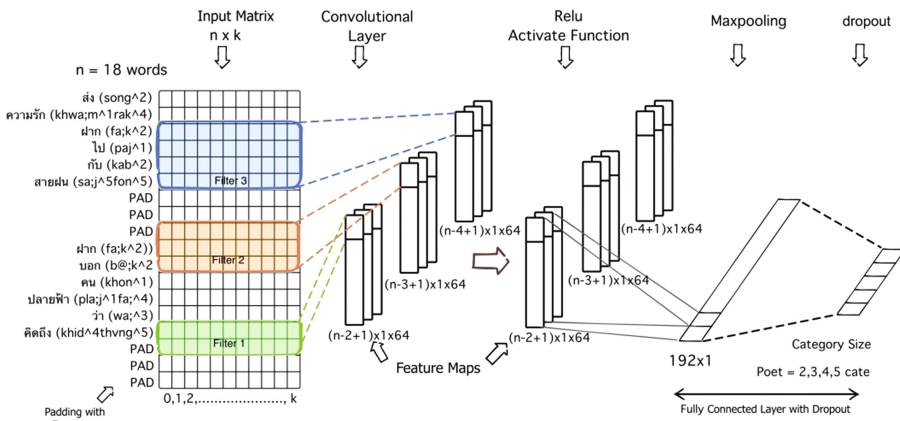 Input Matrix
n x k
Convolutional
Layer
Relu
Activate Function
Maxpooling
dropout
n = 18 words
ส่ง (song^2)
ความรัก (khwa;m^1rak^4)
ฝาก (fa;k^2)
ไป (paj^1)
กับ (kab^2)
สายฝน (sa;j^5fon^5)
PAD
PAD
PAD
ฝาก (fa;k^2))
บอก (b@;k^2
คน (khon^1)
ปลายฟ้า (pla;j^1fa;^4)
ว่า (wa;^3)
คิดถึง (khid^4thvng^5)
PAD
PAD
PAD
Filter 3
Filter 2
Filter 1
0,1,2,......................, k
Padding with
(n-4+1)x1x64
(n-3+1)x1x64
(n-2+1)x1x64
Feature Maps
(n-4+1)x1x64
(n-3+1)x1x64
(n-2+1)x1x64
192x1
Category Size
Poet = 2,3,4,5 cate
Fully Connected Layer with Dropout